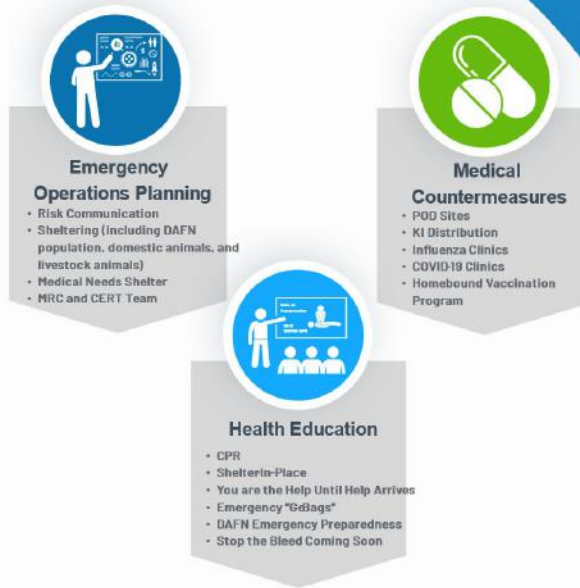 Emergency
Operations Planning
• Risk Communication
• Sheltering (including DAFN
population, domestic animals, and
livestock animals)
• Medical Needs Shelter
• MRC and CERT Team
Medical
Countermeasures
• POD Sites
• KI Distribution
• Influenza Clinics
• COVID-19 Clinics
• Homebound Vaccination
Program
Health Education
• CPR
• Shelterin-Place
• You are the Help Until Help Arrives
• Emergency "GoBags"
• DAFN Emergency Preparedness
• Stop the Bleed Coming Soon